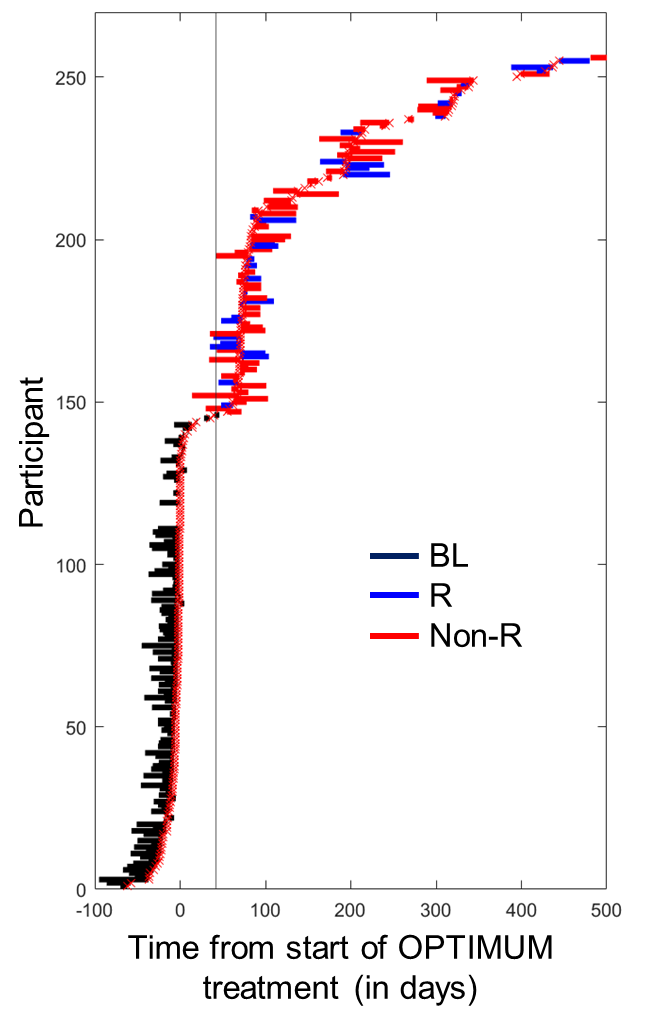 250
200
150
100
50
0
-100 0 100 200 300 400 500
Participant
BL
R
Non-R
Time from start of OPTIMUM
treatment (in days)